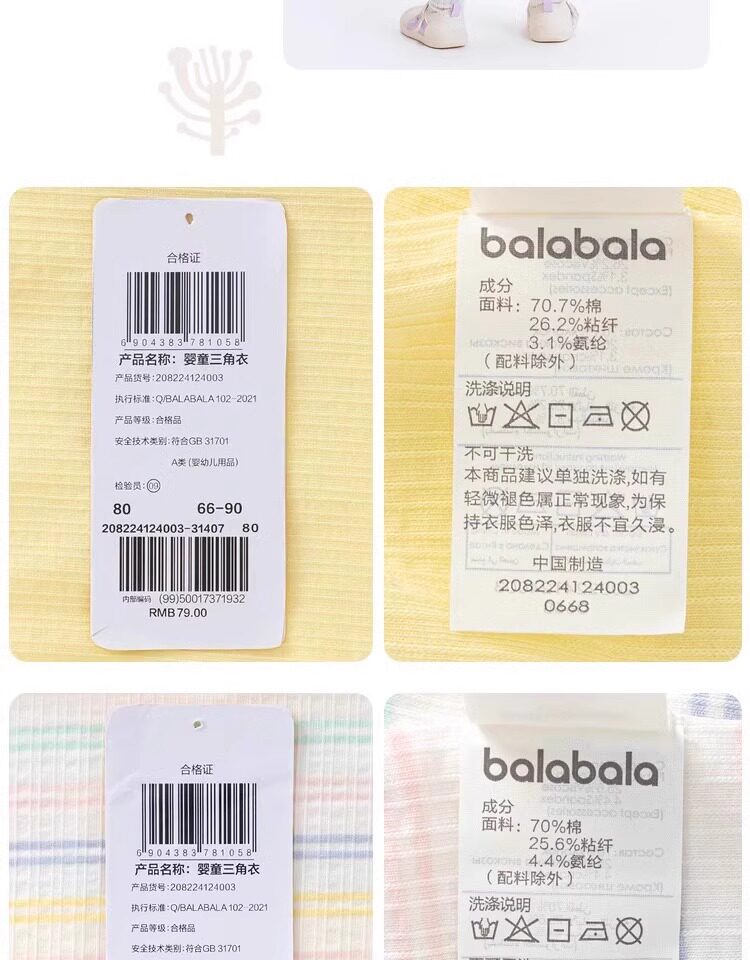 合格证
6 904383 781058
产品名称：婴童三角衣
产品货号:208224124003
执行标准:Q/BALABALA 102-2021
产品等级:合格品
安全技术类别:符合GB 31701
A类(婴幼儿用品)
检验员:09
80 66-90
208224124003-31407 80
内部编码 (99)50017371932
RMB 79.00
balabala
成分
面料：70.7%棉
26.2%粘纤
3.1%氨纶
（配料除外）
洗涤说明
不可干洗
本商品建议单独洗涤,如有
轻微褪色属正常现象,为保
持衣服色泽,衣服不宜久浸。
中国制造
208224124003
0668
合格证
6 904383 781058
产品名称：婴童三角衣
产品货号:208224124003
执行标准:Q/BALABALA 102-2021
产品等级:合格品
安全技术类别:符合GB 31701
balabala
成分
面料：70%棉
25.6%粘纤
4.4%氨纶
（配料除外）
洗涤说明